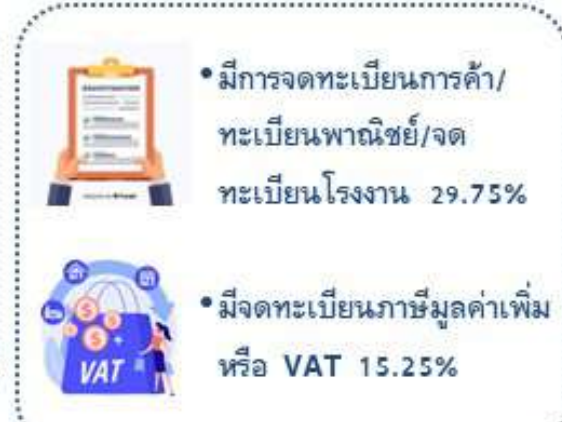 •มีการจดทะเบียนการค้า/
ทะเบียนพาณิชย์/จด
ทะเบียนโรงงาน 29.75%
•มีจดทะเบียนภาษีมูลค่าเพิ่ม
หรือ VAT 15.25%
VAT